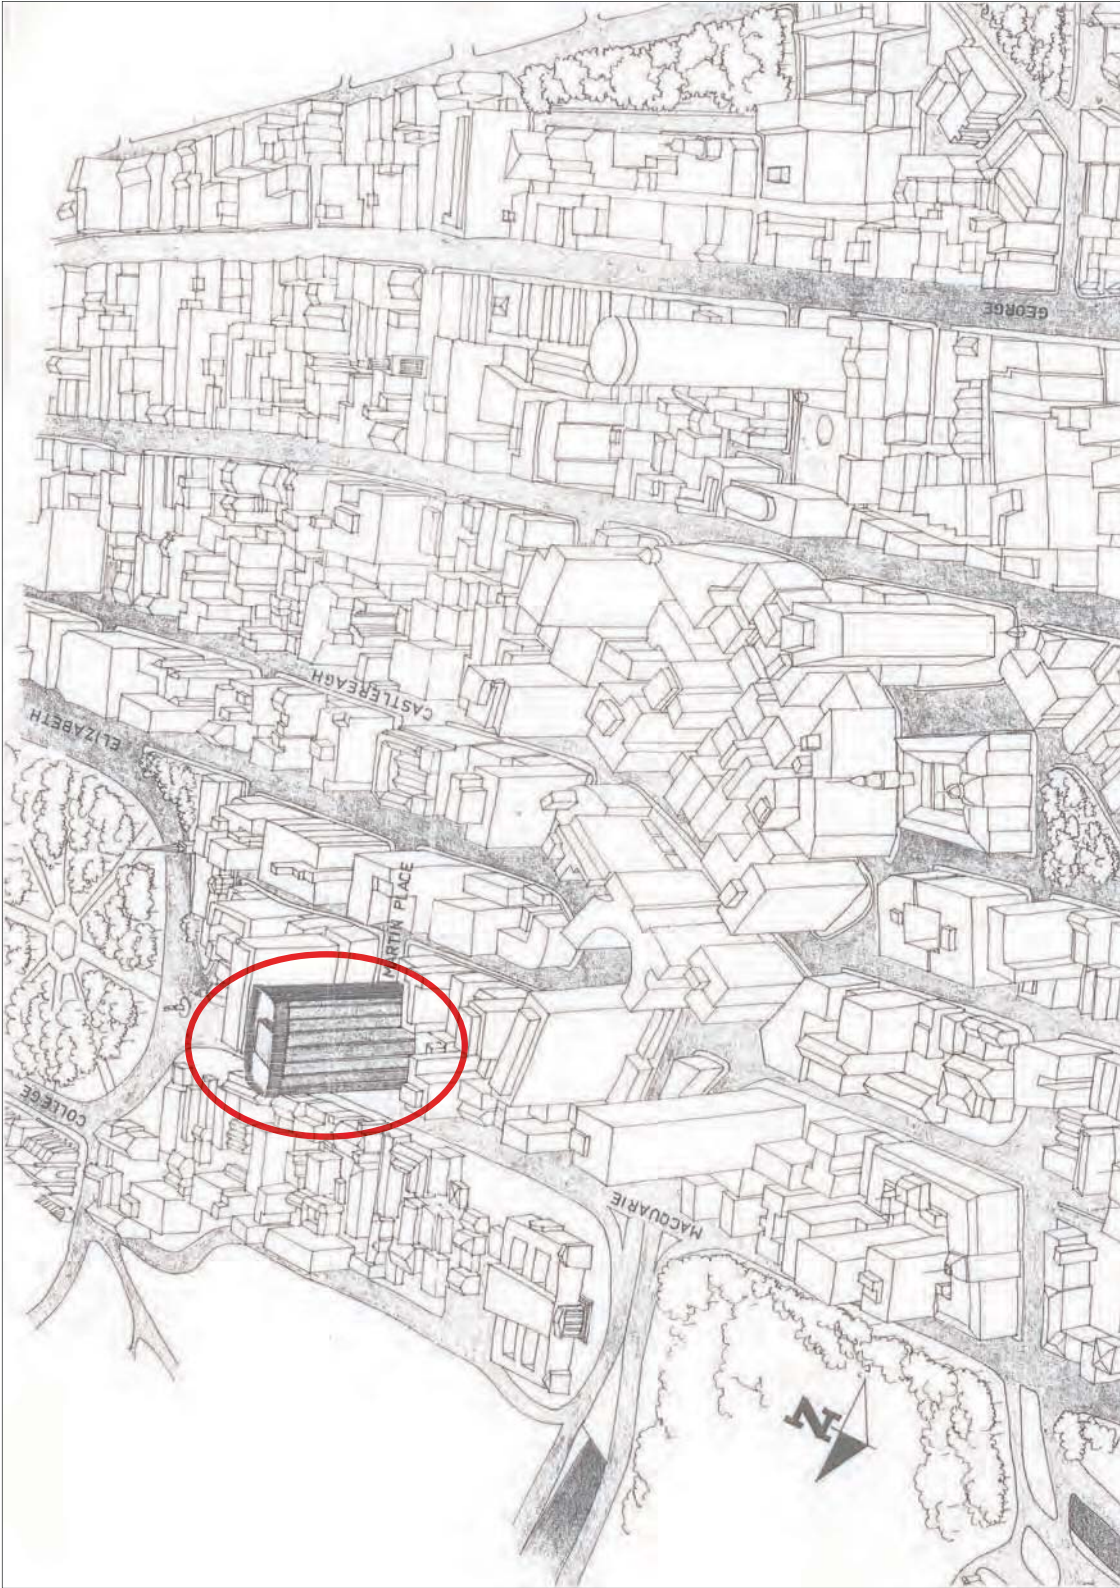 GEORGE
CASTLEREAGH
ELIZABETH
MARTIN PLACE
COLLEGE
MACQUARIE
N